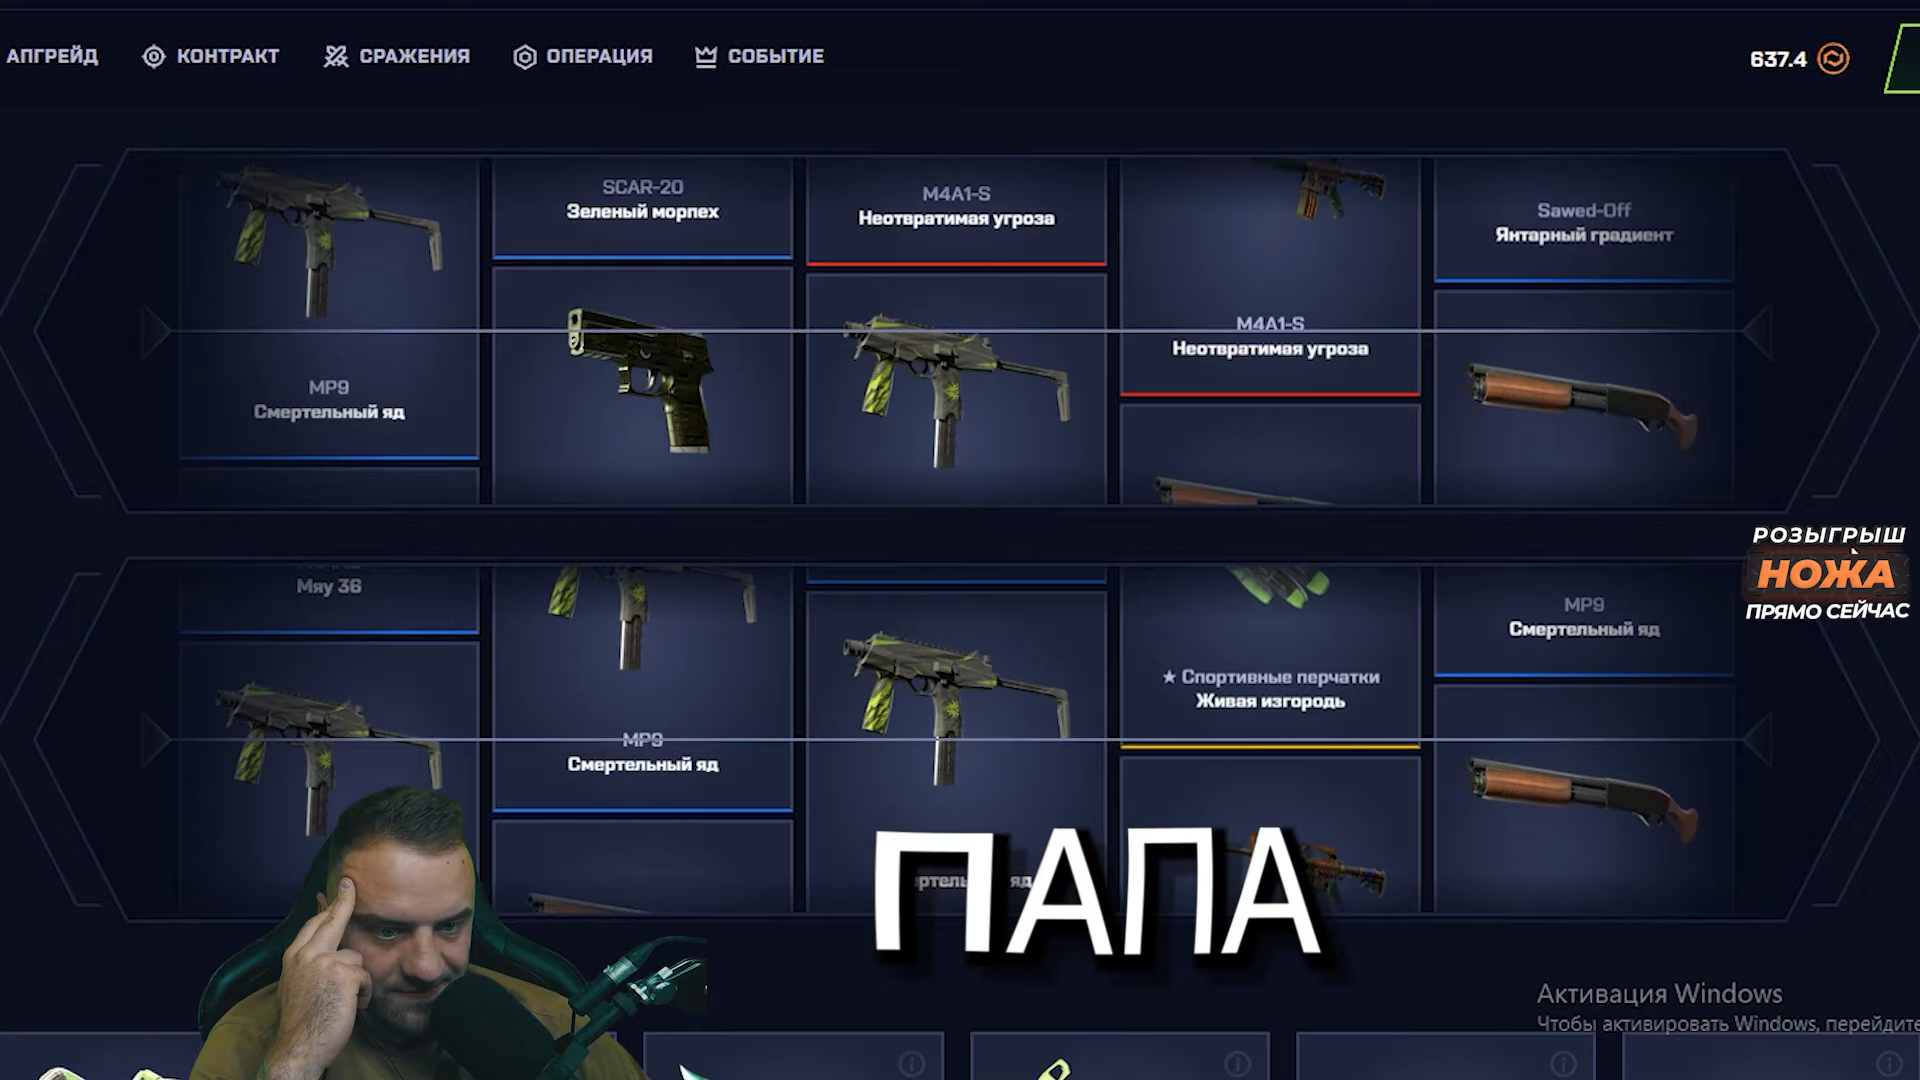 АПГРЕЙД КОНТРАКТ СРАЖЕНИЯ ОПЕРАЦИЯ СОБЫТИЕ 637.4
SCAR-20
Зеленый морпех
M4A1-S
Неотвратимая угроза
Sawed-Off
Янтарный градиент
M4A1-S
Неотвратимая угроза
MP9
Смертельный яд
РОЗЫГРЫШ
НОЖА
ПРЯМО СЕЙЧАС
Мяу 36
MP9
Смертельный яд
★ Спортивные перчатки
Живая изгородь
MP9
Смертельный яд
ПАПА
Активация Windows
Чтобы активировать Windows, перейдите